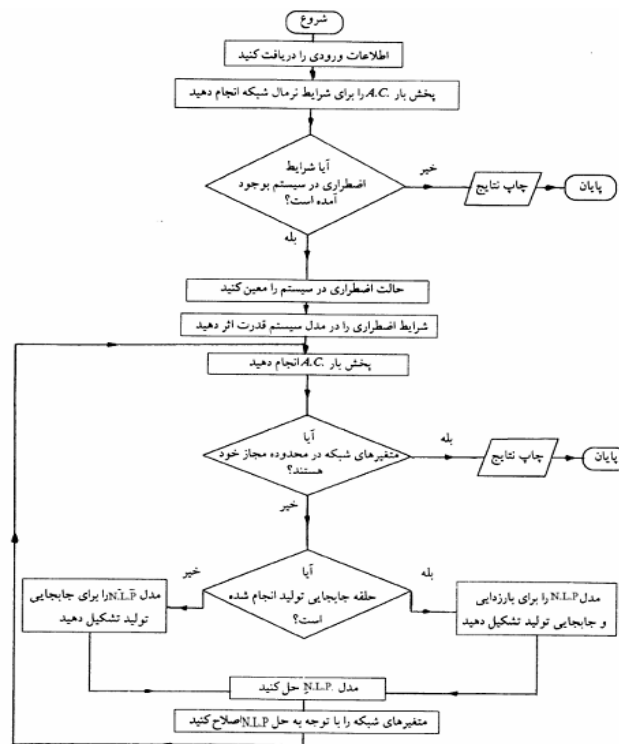 شروع
اطلاعات ورودی را دریافت کنید
پخش بار A.C. را برای شرایط نرمال شبکه انجام دهید
آیا شرایط
اضطراری در سیستم بوجود
آمده است؟
خیر
چاپ نتایج
پایان
بله
حالت اضطراری در سیستم را معین کنید
شرایط اضطراری را در مدل سیستم قدرت اثر دهید
پخش بار A.C. انجام دهید
آیا
متغیرهای شبکه در محدوده مجاز خود
هستند؟
بله
چاپ نتایج
پایان
خیر
آیا
حلقه جابجایی تولید انجام شده
است؟
بله
مدل N.L.P را برای بارزدایی
و جابجایی تولید تشکیل دهید
خیر
مدل N.L.P را برای جابجایی
تولید تشکیل دهید
مدل N.L.P. حل کنید
متغیرهای شبکه را با توجه به حل N.L.P اصلاح کنید